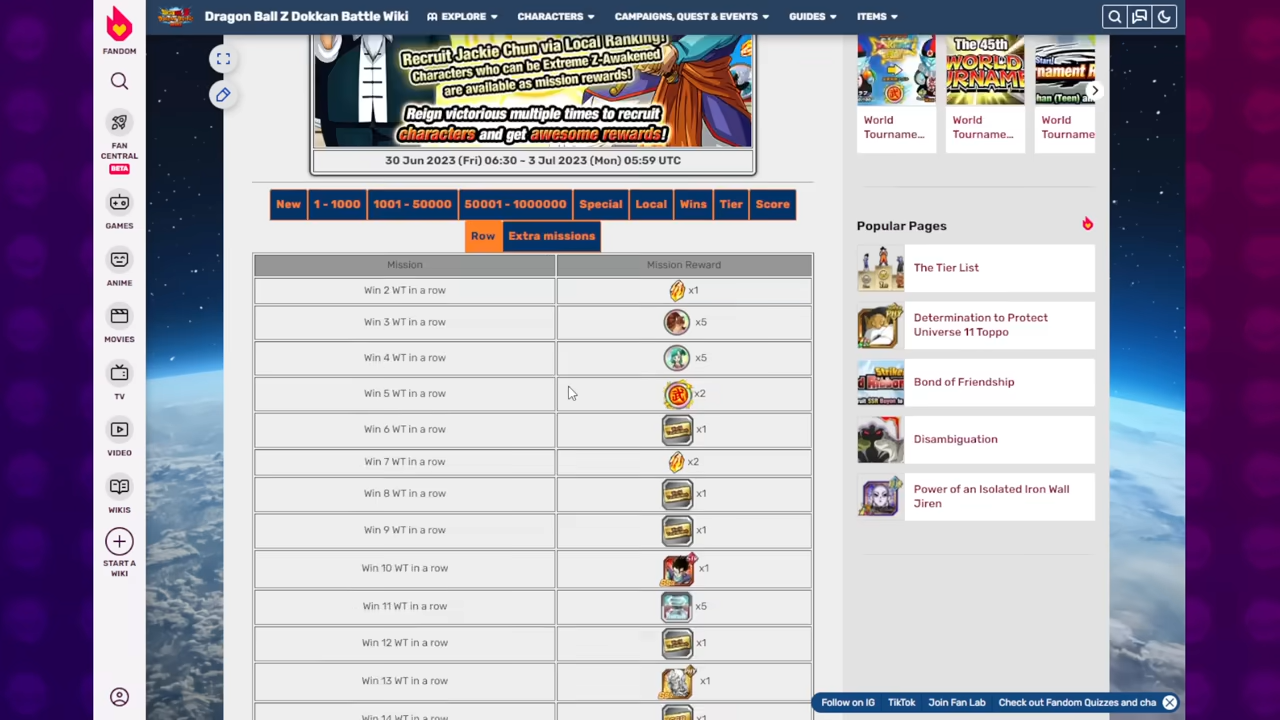 FANDOM
FAN
CENTRAL
BETA
GAMES
ANIME
MOVIES
TV
VIDEO
WIKIS
START A
WIKI
Dragon Ball Z Dokkan Battle Wiki
EXPLORE
CHARACTERS
CAMPAIGNS, QUEST & EVENTS
GUIDES
ITEMS
Recruit Jackie Chun via Local Ranking!
Characters who can be Extreme Z-Awakened
are available as mission rewards!
Reign victorious multiple times to recruit
characters and get awesome rewards!
30 Jun 2023 (Fri) 06:30 - 3 Jul 2023 (Mon) 05:59 UTC
New
1 - 1000
1001 - 50000
50001 - 1000000
Special
Local
Wins
Tier
Score
Row
Extra missions
Mission
Mission Reward
Win 2 WT in a row
x1
Win 3 WT in a row
x5
Win 4 WT in a row
x5
Win 5 WT in a row
武
x2
Win 6 WT in a row
x1
Win 7 WT in a row
x2
Win 8 WT in a row
x1
Win 9 WT in a row
x1
Win 10 WT in a row
x1
Win 11 WT in a row
x5
Win 12 WT in a row
x1
Win 13 WT in a row
x1
Win 14 WT in a row
x1
The 45th
WORLD
World
Tourname...
World
Tourname...
World
Tourname
Popular Pages
The Tier List
Determination to Protect
Universe 11 Toppo
Bond of Friendship
Disambiguation
Power of an Isolated Iron Wall
Jiren
Follow on IG
TikTok
Join Fan Lab
Check out Fandom Quizzes and cha